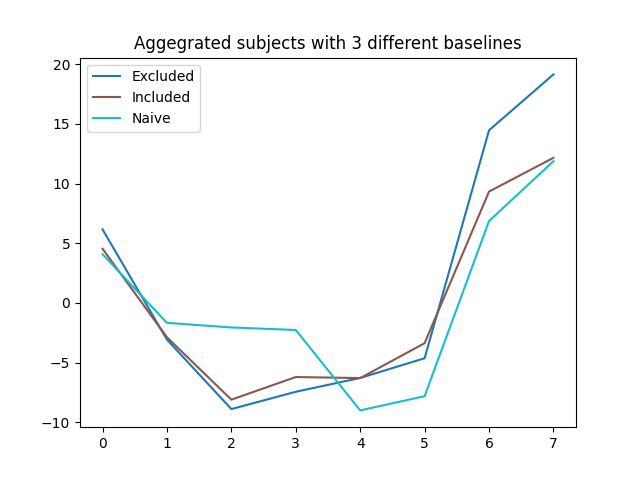 Aggegrated subjects with 3 different baselines
Excluded
Included
Naive
20
15
10
5
0
−5
−10
0 1 2 3 4 5 6 7